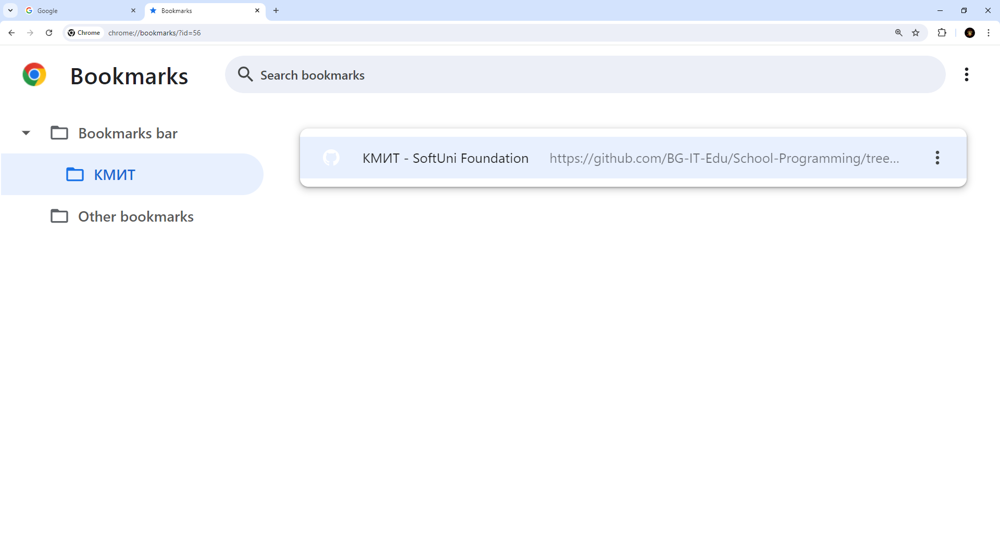 Google
Bookmarks
Chrome
chrome://bookmarks/?id=56
Bookmarks
Search bookmarks
Bookmarks bar
КМИТ
Other bookmarks
КМИТ - SoftUni Foundation
https://github.com/BG-IT-Edu/School-Programming/tree...